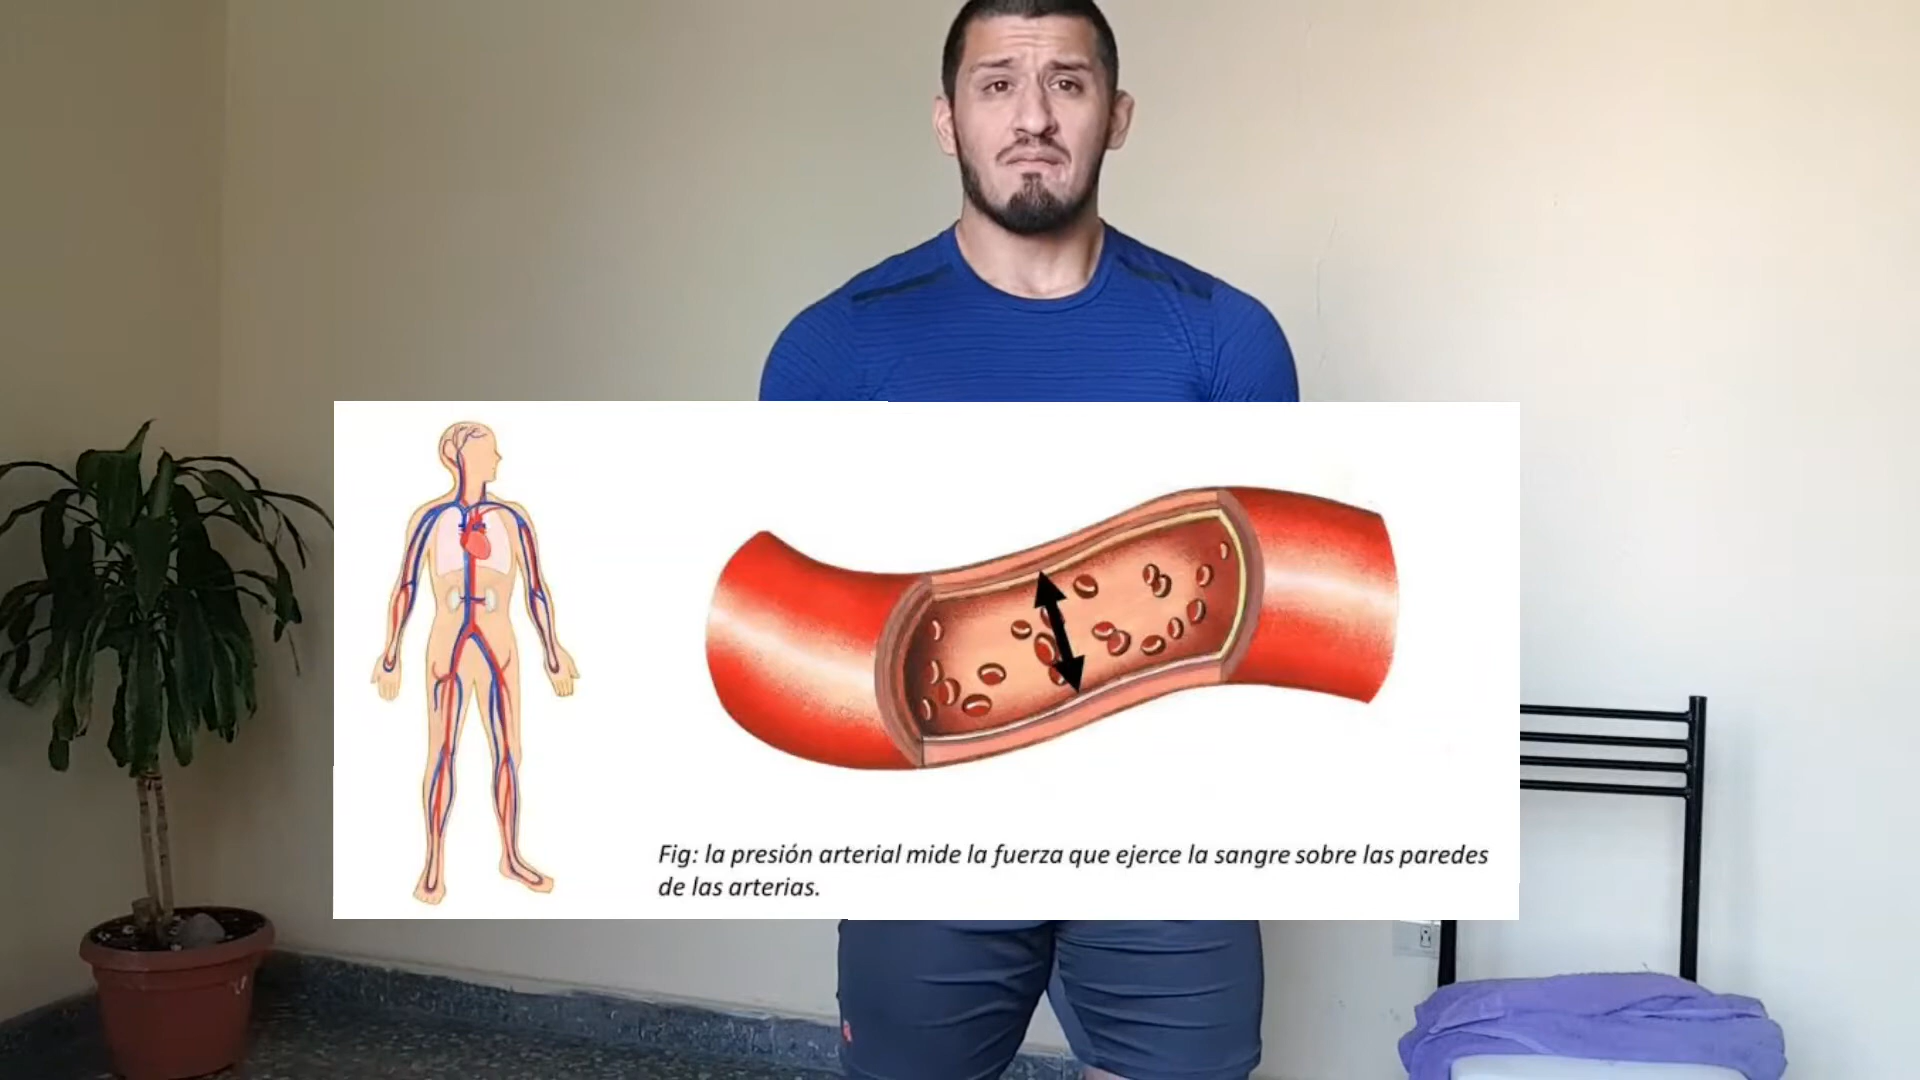 Fig: la presión arterial mide la fuerza que ejerce la sangre sobre las paredes
de las arterias.